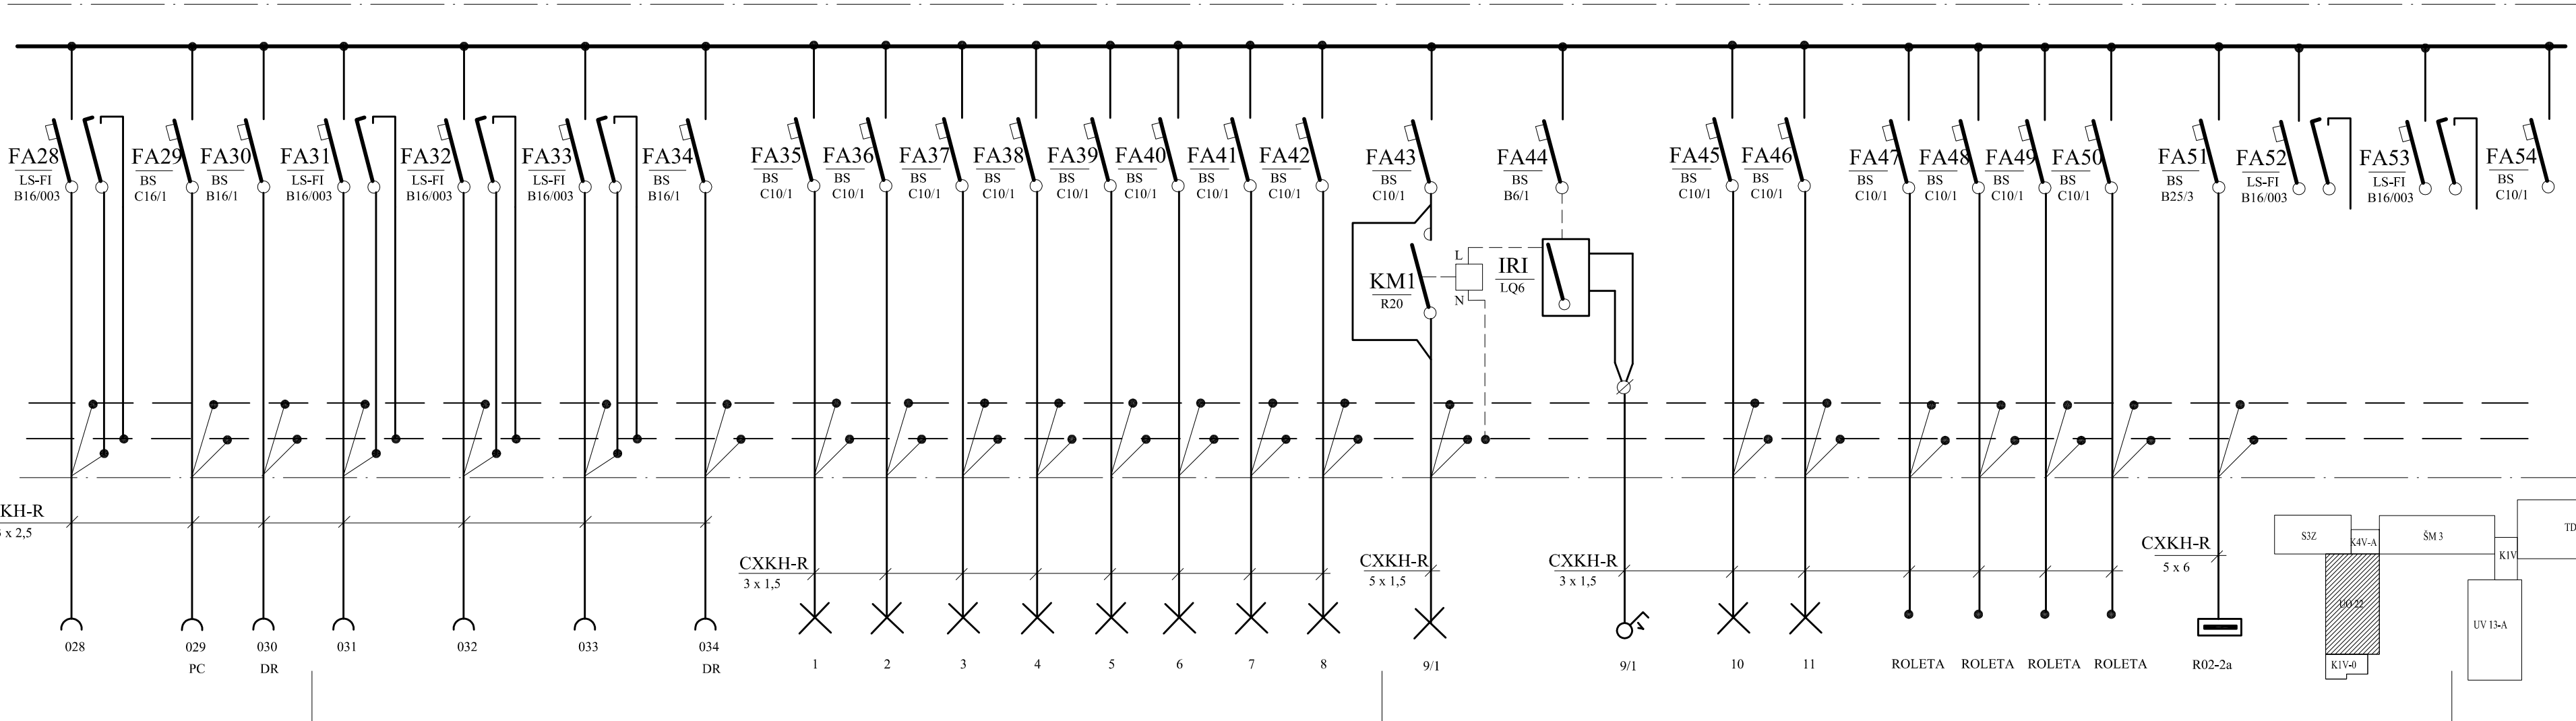 FA28
LS-FI
B16/003
FA29
BS
C16/1
FA30
BS
B16/1
FA31
LS-FI
B16/003
FA32
LS-FI
B16/003
FA33
LS-FI
B16/003
FA34
BS
B16/1
FA35
BS
C10/1
FA36
BS
C10/1
FA37
BS
C10/1
FA38
BS
C10/1
FA39
BS
C10/1
FA40
BS
C10/1
FA41
BS
C10/1
FA42
BS
C10/1
FA43
BS
C10/1
FA44
BS
B6/1
FA45
BS
C10/1
FA46
BS
C10/1
FA47
BS
C10/1
FA48
BS
C10/1
FA49
BS
C10/1
FA50
BS
C10/1
FA51
BS
B25/3
FA52
LS-FI
B16/003
FA53
LS-FI
B16/003
FA54
BS
C10/1
KM1
R20
L
N
IRI
LQ6
KH-R
x 2,5
CXKH-R
3 x 1,5
CXKH-R
5 x 1,5
CXKH-R
3 x 1,5
CXKH-R
5 x 6
S3Z
K4V-A
ŠM 3
K1V
TD
UO 22
UV 13-A
K1V-0
028
029
PC
030
DR
031
032
033
034
DR
1
2
3
4
5
6
7
8
9/1
9/1
10
11
ROLETA
ROLETA
ROLETA
ROLETA
R02-2a